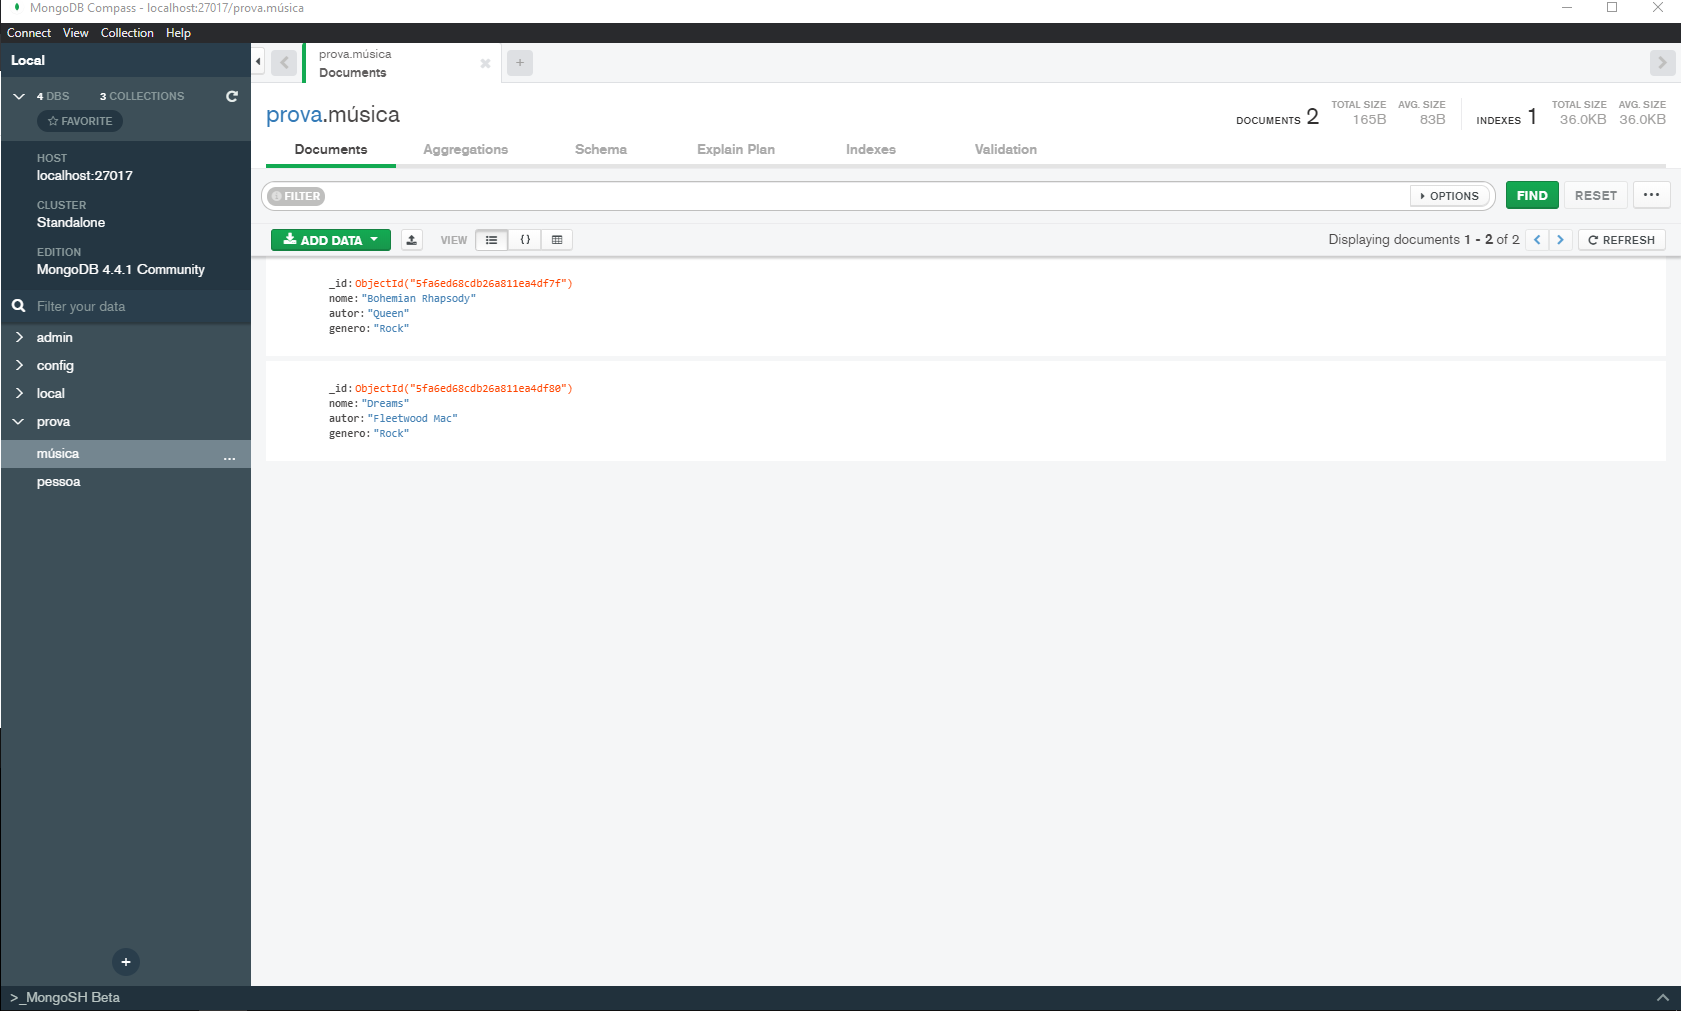 MongoDB Compass - localhost:27017/prova.música
Connect View Collection Help
Local
4 DBS 3 COLLECTIONS
FAVORITE
HOST
localhost:27017
CLUSTER
Standalone
EDITION
MongoDB 4.4.1 Community
Filter your data
admin
config
local
prova
música ...
pessoa
>_MongoSH Beta
prova.música
Documents
prova.música
DOCUMENTS 2 TOTAL SIZE 165B AVG. SIZE 83B INDEXES 1 TOTAL SIZE 36.0KB AVG. SIZE 36.0KB
Documents Aggregations Schema Explain Plan Indexes Validation
FILTER OPTIONS FIND RESET ...
ADD DATA VIEW {} Displaying documents 1 - 2 of 2 REFRESH
_id:ObjectId("5fa6ed68cdb26a811ea4df7f")
nome:"Bohemian Rhapsody"
autor:"Queen"
genero:"Rock"
_id:ObjectId("5fa6ed68cdb26a811ea4df80")
nome:"Dreams"
autor:"Fleetwood Mac"
genero:"Rock"